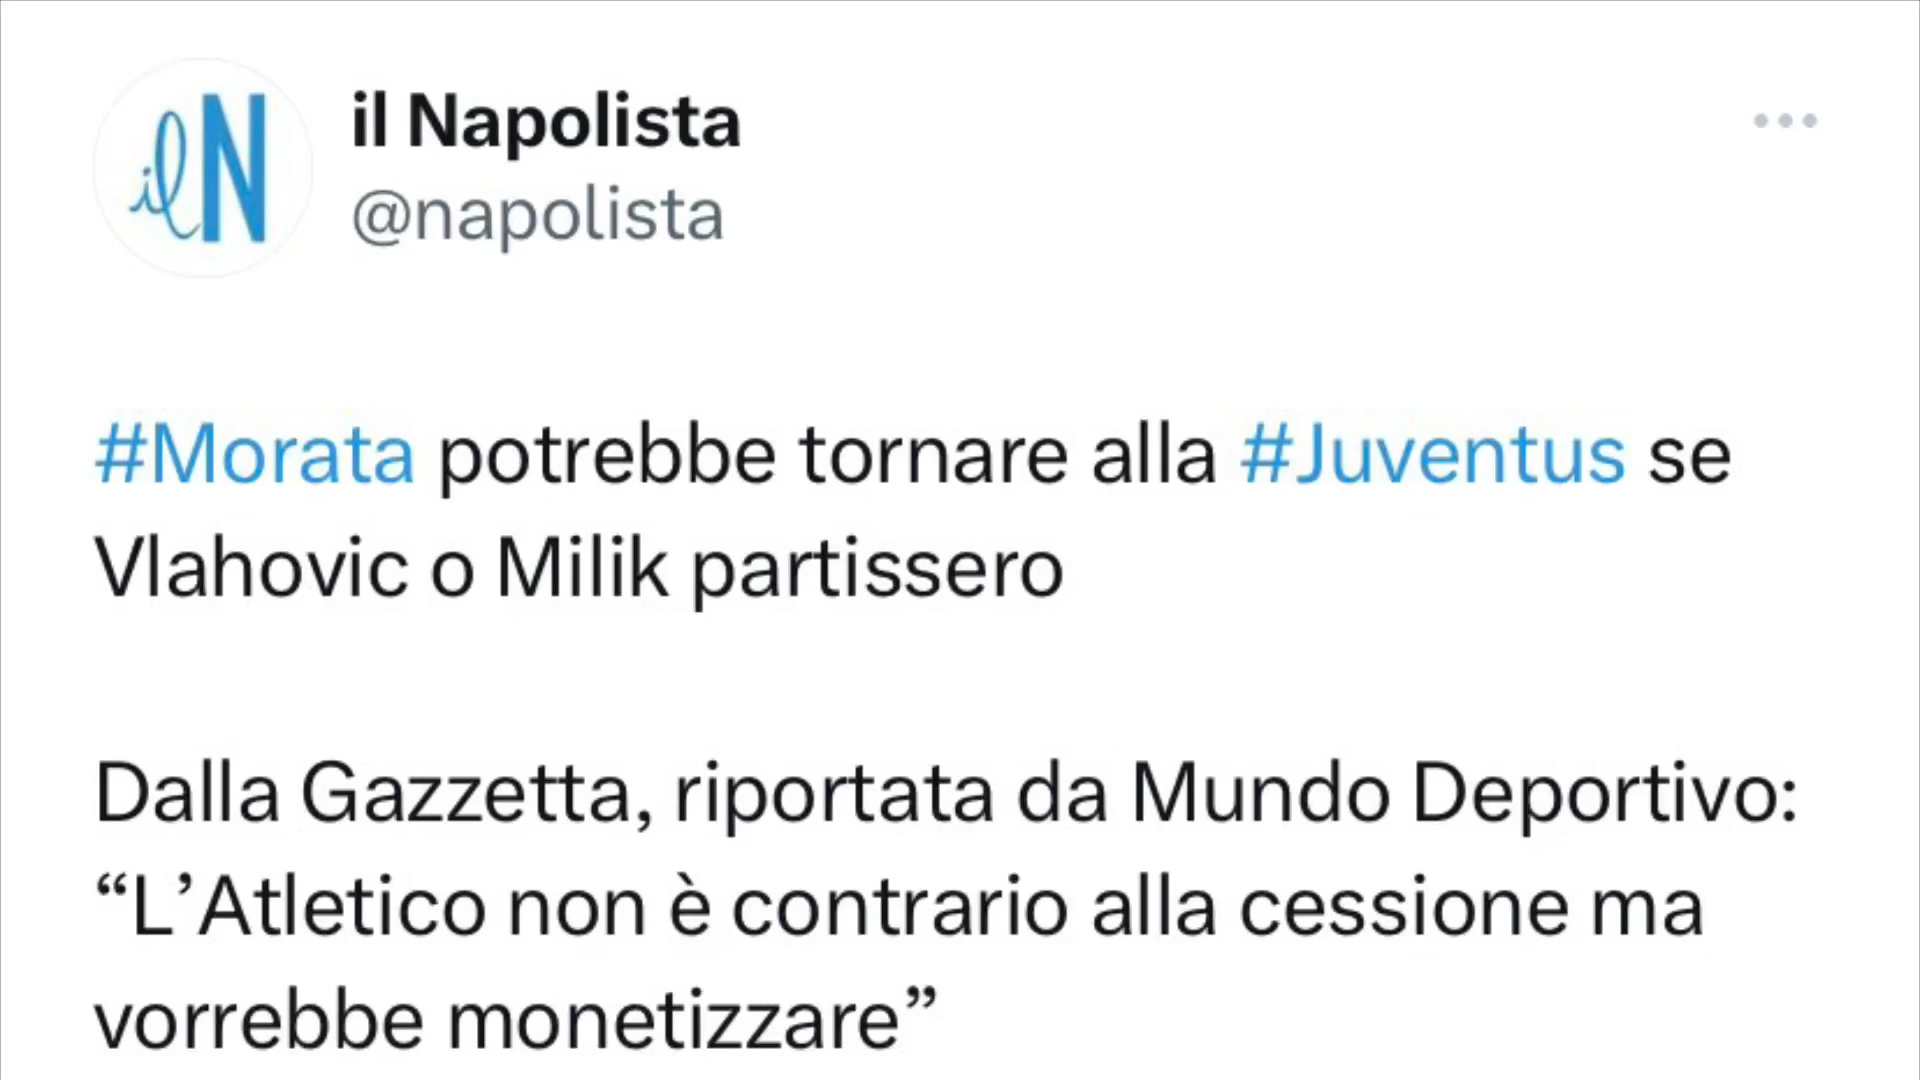 il N
il Napolista
@napolista
#Morata potrebbe tornare alla #Juventus se
Vlahovic o Milik partissero
Dalla Gazzetta, riportata da Mundo Deportivo:
“L’Atletico non è contrario alla cessione ma
vorrebbe monetizzare”